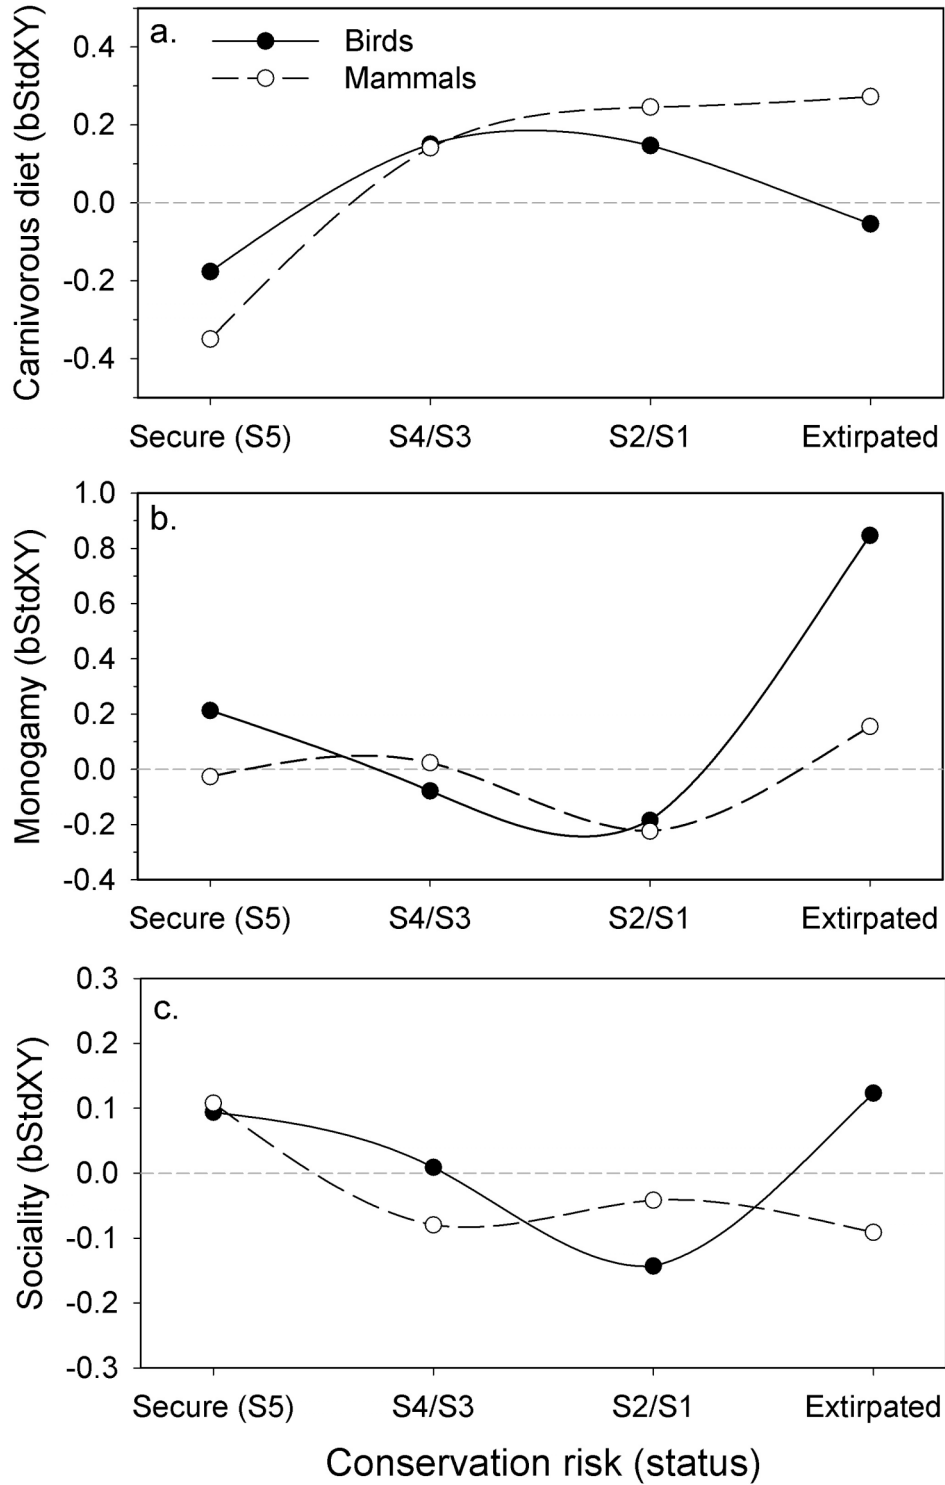 a.
Birds
Mammals
Carnivorous diet (bStdXY)
0.4
0.2
0.0
-0.2
-0.4
Secure (S5) S4/S3 S2/S1 Extirpated
b.
Monogamy (bStdXY)
1.0
0.8
0.6
0.4
0.2
0.0
-0.2
-0.4
Secure (S5) S4/S3 S2/S1 Extirpated
c.
Sociality (bStdXY)
0.3
0.2
0.1
0.0
-0.1
-0.2
-0.3
Secure (S5) S4/S3 S2/S1 Extirpated
Conservation risk (status)